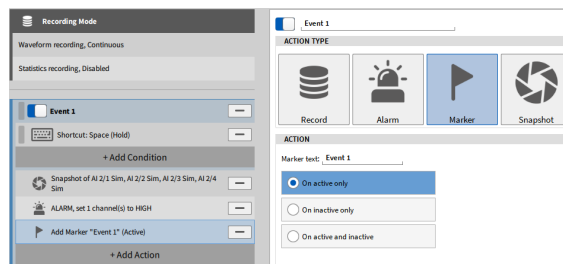 Recording Mode
Waveform recording, Continuous
Statistics recording, Disabled
Event 1
Shortcut: Space (Hold)
+ Add Condition
Snapshot of AI 2/1 Sim, AI 2/2 Sim, AI 2/3 Sim, AI 2/4
Sim
ALARM, set 1 channel(s) to HIGH
Add Marker "Event 1" (Active)
+ Add Action
Event 1
ACTION TYPE
Record
Alarm
Marker
Snapshot
ACTION
Marker text: Event 1
On active only
On inactive only
On active and inactive